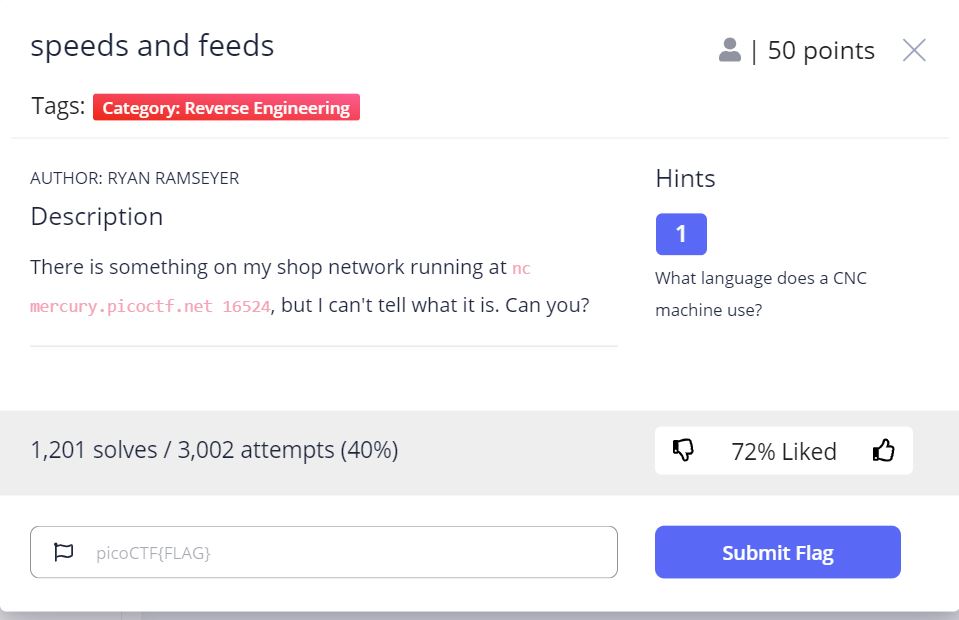 speeds and feeds
| 50 points
Tags: Category: Reverse Engineering
AUTHOR: RYAN RAMSEYER
Description
There is something on my shop network running at nc
mercury.picoctf.net 16524, but I can't tell what it is. Can you?
Hints
1
What language does a CNC
machine use?
1,201 solves / 3,002 attempts (40%)
72% Liked
picoCTF{FLAG}
Submit Flag